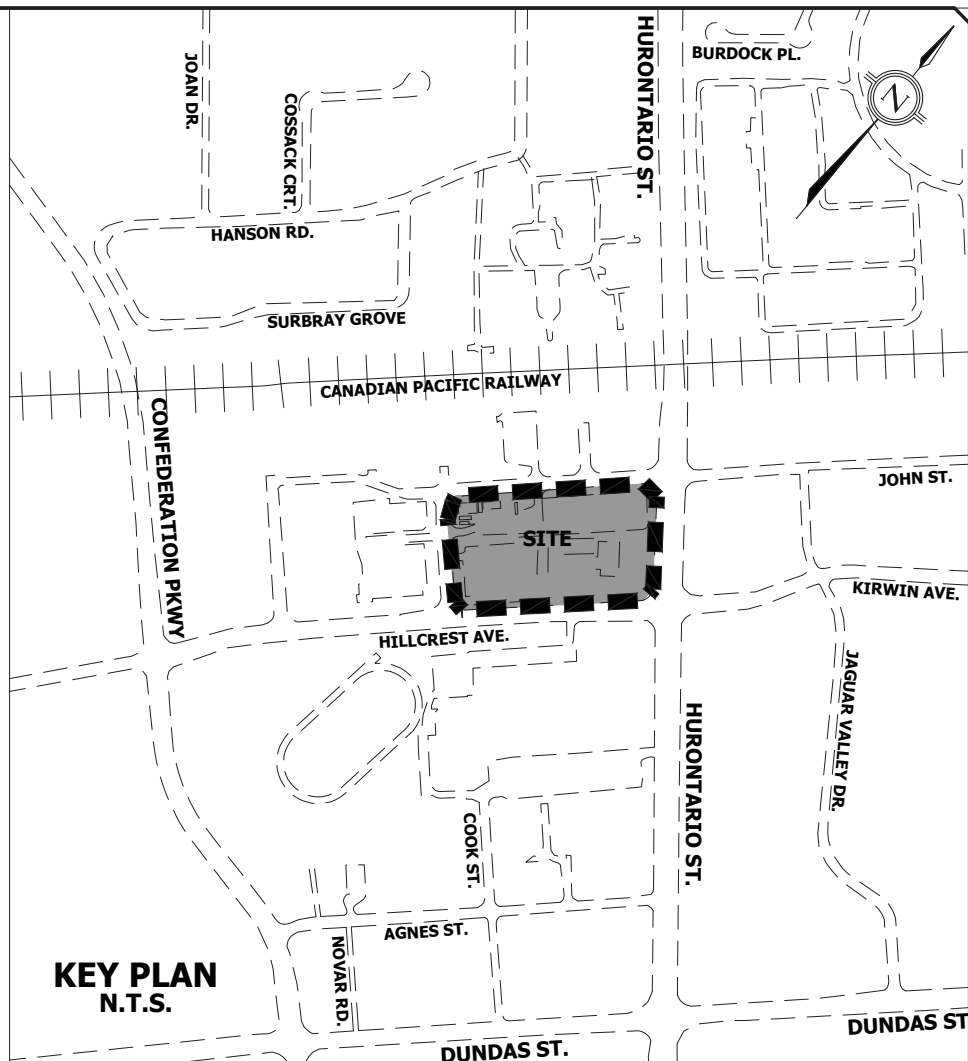 HURONTARIO ST.
BURDOCK PL.
JOAN DR.
COSSACK CRT.
N
HANSON RD.
SURBRAY GROVE
CANADIAN PACIFIC RAILWAY
CONFEDERATION PKWY
JOHN ST.
SITE
KIRWIN AVE.
HILLCREST AVE.
JAGUAR VALLEY DR.
HURONTARIO ST.
COOK ST.
AGNES ST.
NOVAR RD.
KEY PLAN
N.T.S.
DUNDAS ST
DUNDAS ST.